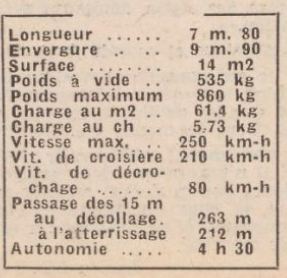 Longueur ...... 7 m. 80
Envergure .. .. 9 m. 90
Surface ........ 14 m2
Poids à vide .. 535 kg
Poids maximum 860 kg
Charge au m2 .. 61,4 kg
Charge au ch .. 5,73 kg
Vitesse max. .. 250 km-h
Vit. de croisière 210 km-h
Vit. de décro-
chage ....... 80 km-h
Passage des 15 m
au décollage. 263 m
à l'atterrissage 212 m
Autonomie ..... 4 h 30